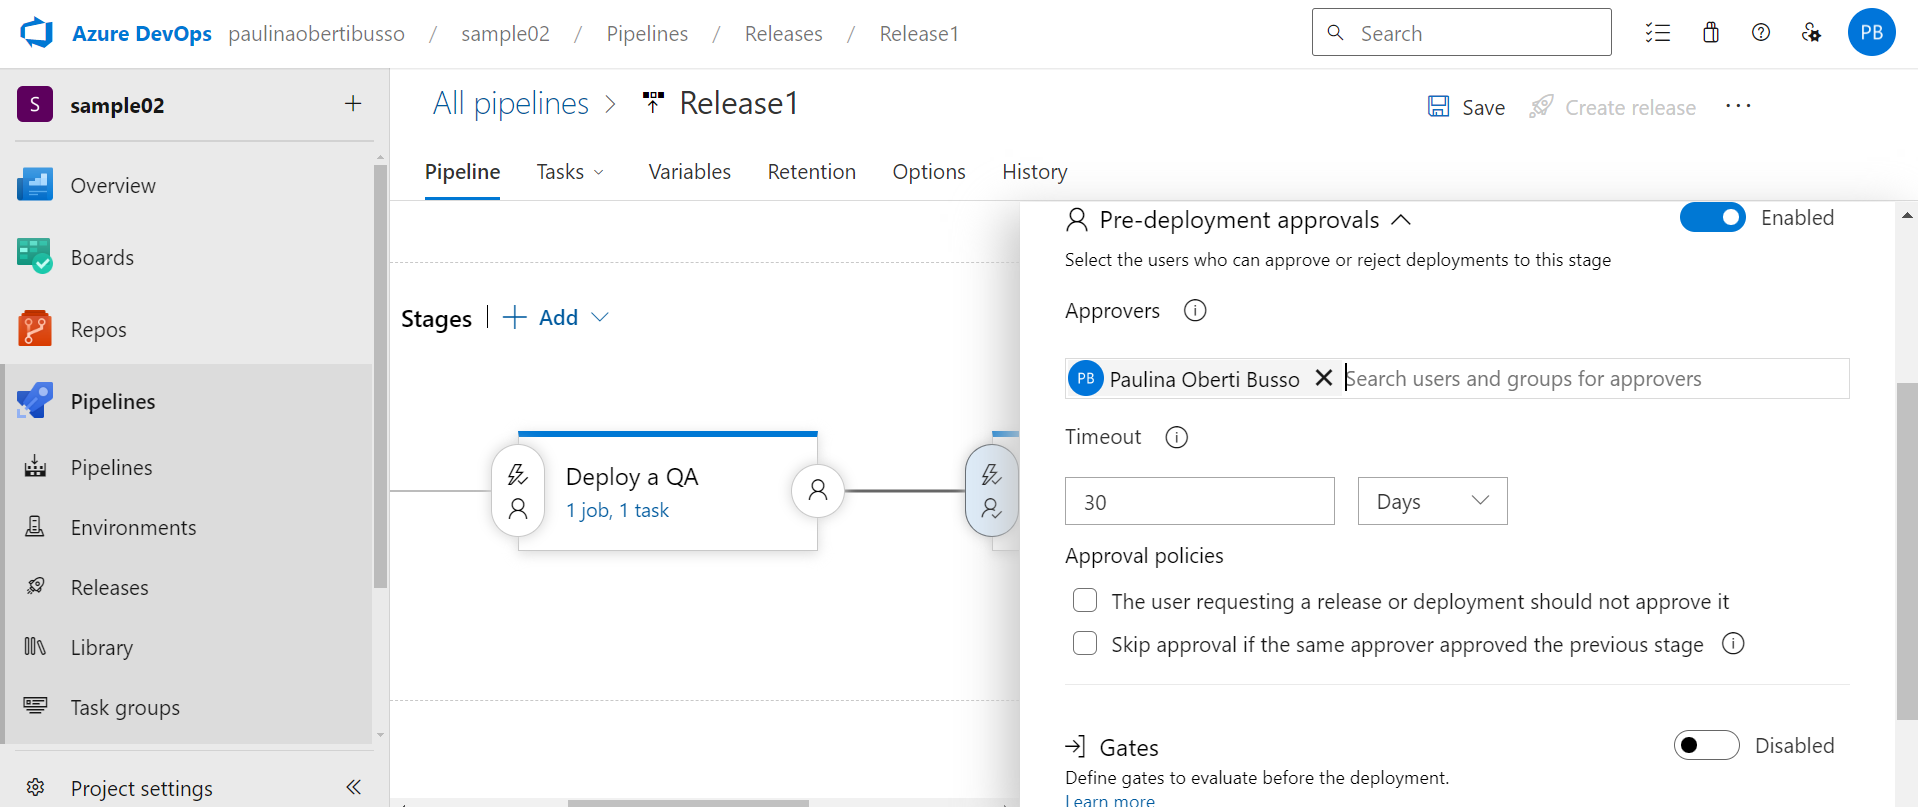 Azure DevOps paulinaobertibusso / sample02 / Pipelines / Releases / Release1
Search
PB
S sample02
Overview
Boards
Repos
Pipelines
Pipelines
Environments
Releases
Library
Task groups
Project settings
All pipelines > Release1
Save
Create release
Pipeline Tasks Variables Retention Options History
Stages | + Add
Deploy a QA
1 job, 1 task
Pre-deployment approvals
Enabled
Select the users who can approve or reject deployments to this stage
Approvers
PB Paulina Oberti Busso Search users and groups for approvers
Timeout
30 Days
Approval policies
The user requesting a release or deployment should not approve it
Skip approval if the same approver approved the previous stage
Gates
Disabled
Define gates to evaluate before the deployment.
Learn more